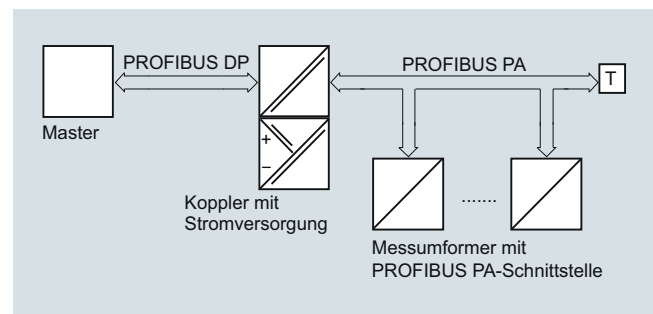 PROFIBUS DP
PROFIBUS PA
T
Master
+
−
Koppler mit
Stromversorgung
.......
Messumformer mit
PROFIBUS PA-Schnittstelle